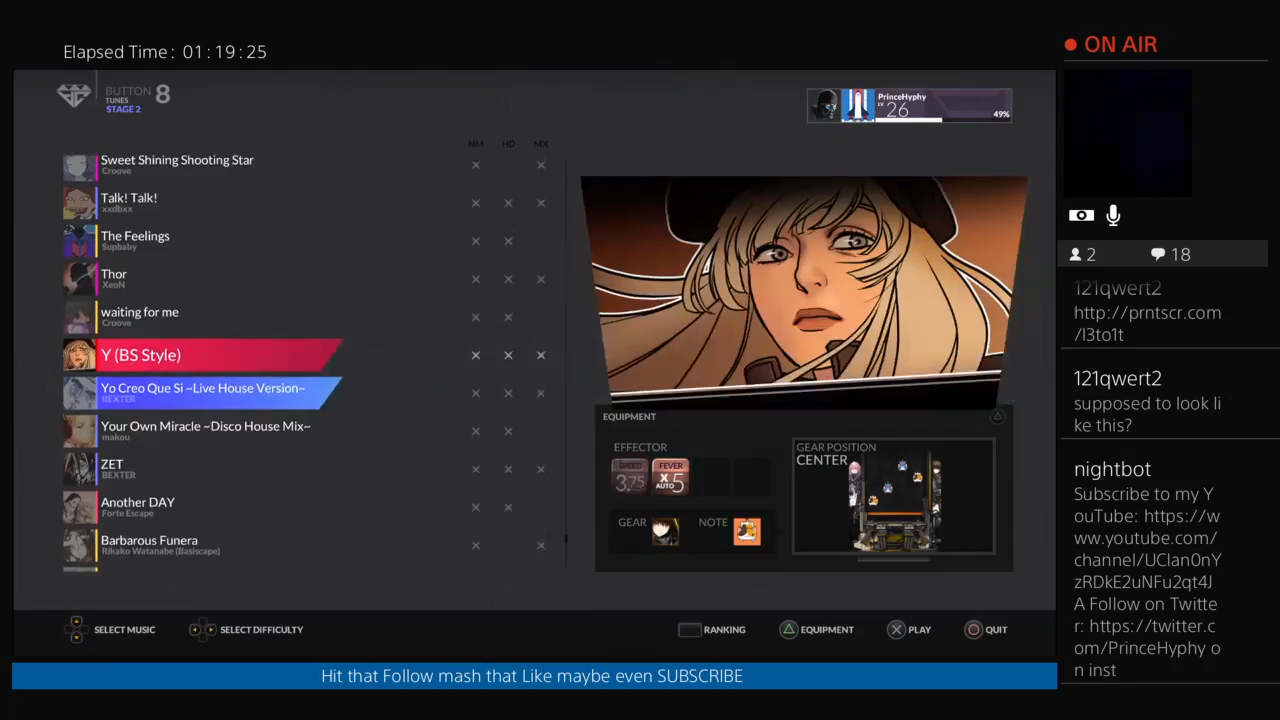 Elapsed Time: 01:19:25
ON AIR
BUTTON 8
TUNES
STAGE 2
PrinceHyphy
LV. 26
49%
NM HD MX
Sweet Shining Shooting Star
Croove
Talk! Talk!
xxdbxx
The Feelings
Supbaby
Thor
XeoN
waiting for me
Croove
Y (BS Style)
Yo Creo Que Si ~Live House Version~
BEXTER
Your Own Miracle ~Disco House Mix~
makou
ZET
BEXTER
Another DAY
Forte Escape
Barbarous Funera
Rikako Watanabe (Basiscape)
EQUIPMENT
EFFECTOR
SPEED
3.75
FEVER
X 5
AUTO
GEAR POSITION
CENTER
GEAR
NOTE
SELECT MUSIC
SELECT DIFFICULTY
RANKING
EQUIPMENT
PLAY
QUIT
Hit that Follow mash that Like maybe even SUBSCRIBE
2
18
121qwert2
http://prntscr.com
/l3to1t
121qwert2
supposed to look li
ke this?
nightbot
Subscribe to my Y
ouTube: https://w
ww.youtube.com/
channel/UClan0nY
zRDkE2uNFu2qt4J
A Follow on Twitte
r: https://twitter.c
om/PrinceHyphy o
n inst